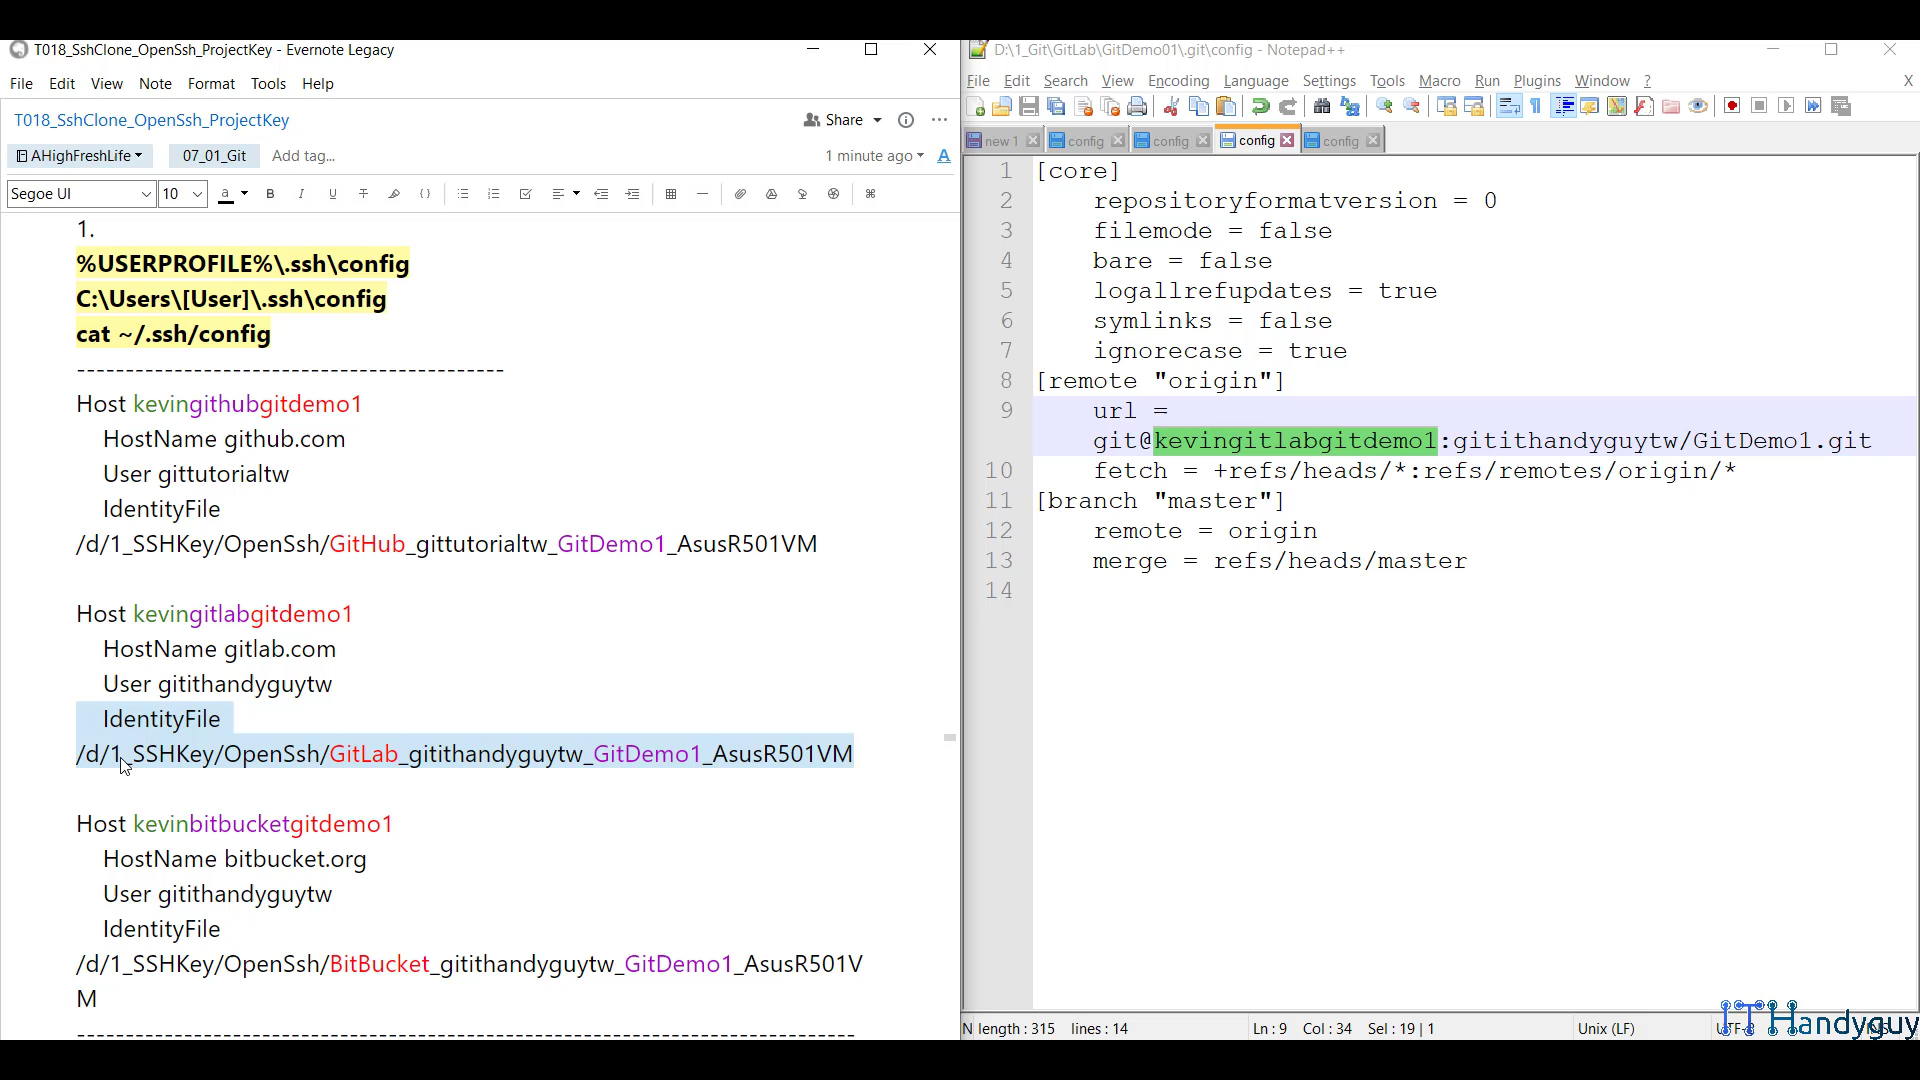 T018_SshClone_OpenSsh_ProjectKey - Evernote Legacy
File Edit View Note Format Tools Help
T018_SshClone_OpenSsh_ProjectKey
Share
AHighFreshLife
07_01_Git
Add tag...
1 minute ago
A
Segoe UI
10
a B I U T
1.
%USERPROFILE%\.ssh\config
C:\Users\[User]\.ssh\config
cat ~/.ssh/config
--------------------------------------------
Host kevingithubgitdemo1
HostName github.com
User gittutorialtw
IdentityFile
/d/1_SSHKey/OpenSsh/GitHub_gittutorialtw_GitDemo1_AsusR501VM
Host kevingitlabgitdemo1
HostName gitlab.com
User gitithandyguytw
IdentityFile
/d/1_SSHKey/OpenSsh/GitLab_gitithandyguytw_GitDemo1_AsusR501VM
Host kevinbitbucketgitdemo1
HostName bitbucket.org
User gitithandyguytw
IdentityFile
/d/1_SSHKey/OpenSsh/BitBucket_gitithandyguytw_GitDemo1_AsusR501V
M
--------------------------------------------------------------------------------
D:\1_Git\GitLab\GitDemo01\.git\config - Notepad++
File Edit Search View Encoding Language Settings Tools Macro Run Plugins Window ? X
new 1 config config config config
1 [core]
2 repositoryformatversion = 0
3 filemode = false
4 bare = false
5 logallrefupdates = true
6 symlinks = false
7 ignorecase = true
8 [remote "origin"]
9 url =
git@kevingitlabgitdemo1:gitithandyguytw/GitDemo1.git
10 fetch = +refs/heads/*:refs/remotes/origin/*
11 [branch "master"]
12 remote = origin
13 merge = refs/heads/master
14
N length : 315 lines : 14 Ln : 9 Col : 34 Sel : 19 | 1 Unix (LF)
IT Handyguy